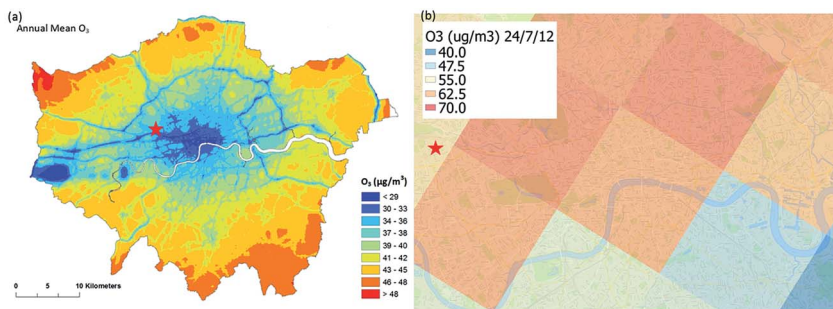 (a)
Annual Mean O₃
O₃ (µg/m³)
< 29
30 - 33
34 - 36
37 - 38
39 - 40
41 - 42
43 - 45
46 - 48
> 48
0 5 10 Kilometers
(b)
O3 (ug/m3) 24/7/12
40.0
47.5
55.0
62.5
70.0